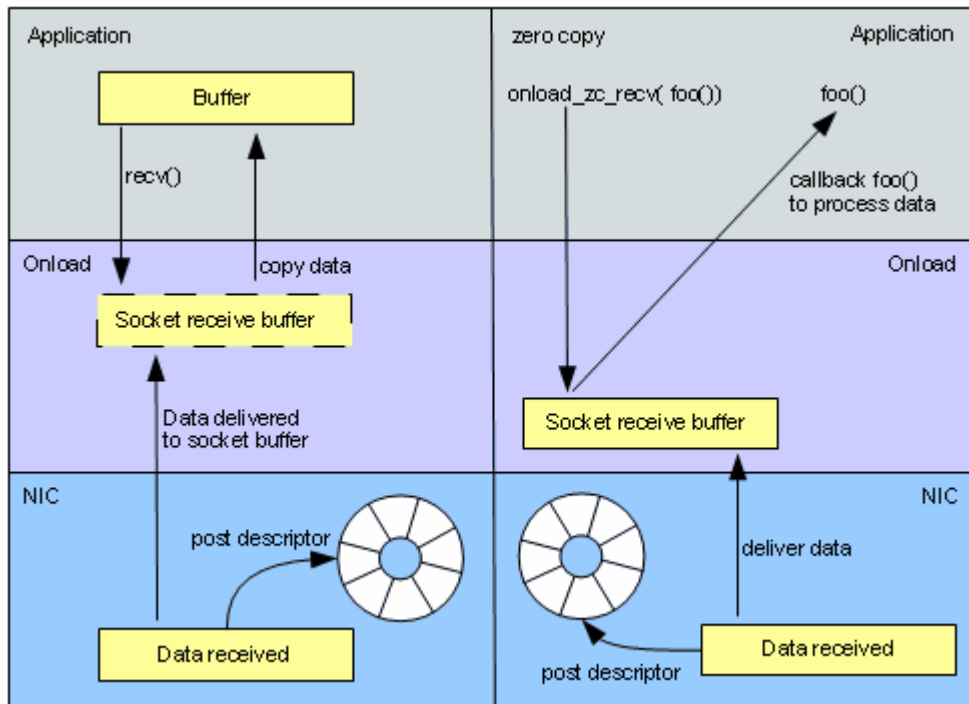 Application
Buffer
recv()
Onload
copy data
Socket receive buffer
Data delivered
to socket buffer
NIC
post descriptor
Data received
zero copy
Application
onload_zc_recv( foo())
foo()
callback foo()
to process data
Onload
Socket receive buffer
NIC
deliver data
Data received
post descriptor